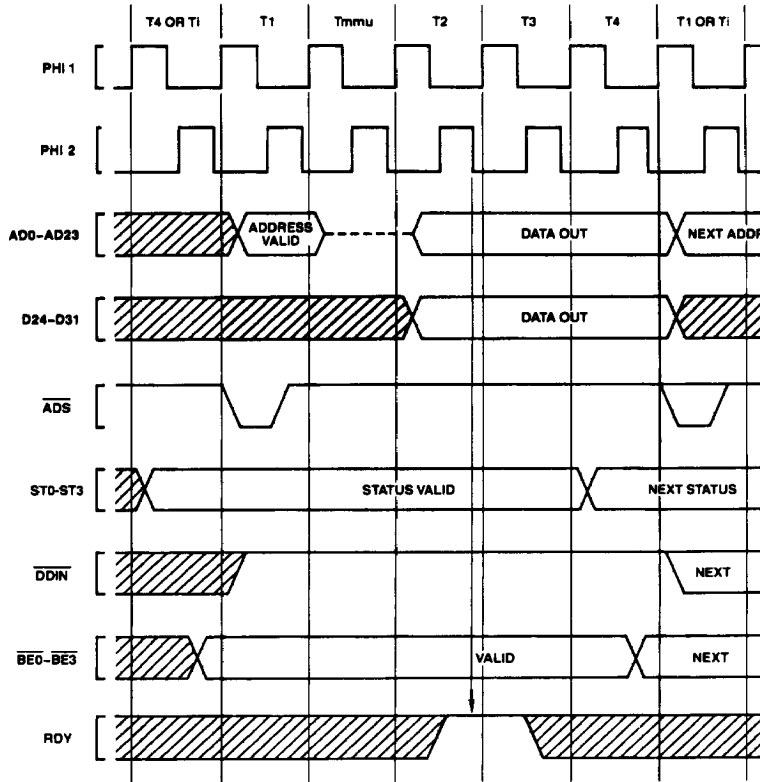 T4 OR Ti T1 Tmmu T2 T3 T4 T1 OR Ti
PHI 1
PHI 2
AD0–AD23 ADDRESS VALID DATA OUT NEXT ADDR
D24–D31 DATA OUT
ADS
ST0-ST3 STATUS VALID NEXT STATUS
DDIN NEXT
BE0–BE3 VALID NEXT
RDY